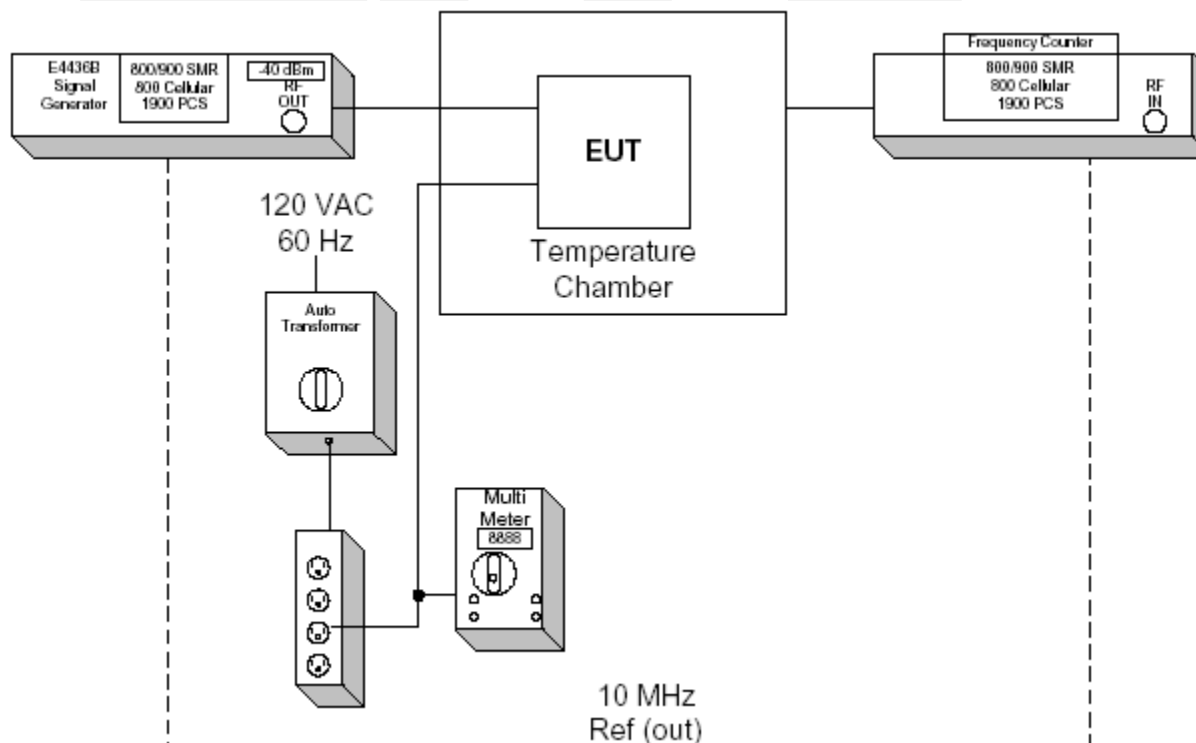 E4436B
Signal
Generator
800/900 SMR
800 Cellular
1900 PCS
-40 dBm
RF
OUT
EUT
Temperature
Chamber
Frequency Counter
800/900 SMR
800 Cellular
1900 PCS
RF
IN
120 VAC
60 Hz
Auto
Transformer
Multi
Meter
8888
10 MHz
Ref (out)